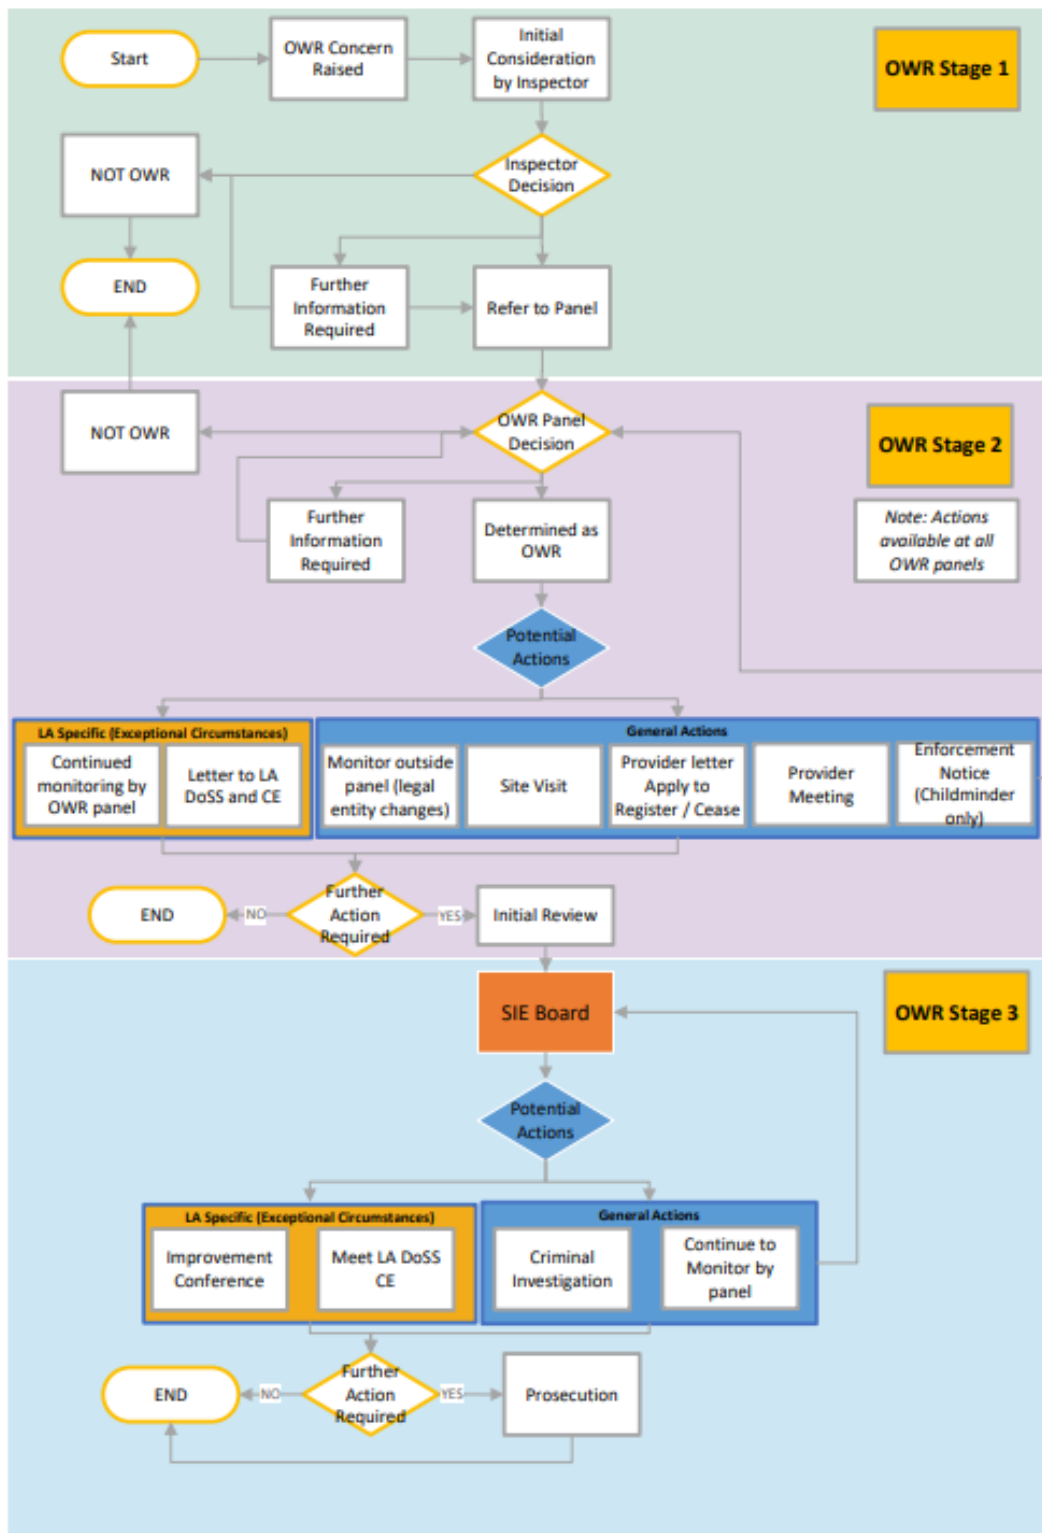 Start
OWR Concern
Raised
Initial
Consideration
by Inspector
OWR Stage 1
NOT OWR
Inspector
Decision
END
Further
Information
Required
Refer to Panel
NOT OWR
OWR Panel
Decision
OWR Stage 2
Further
Information
Required
Determined as
OWR
Note: Actions
available at all
OWR panels
Potential
Actions
LA Specific (Exceptional Circumstances)
Continued
monitoring by
OWR panel
Letter to LA
DoSS and CE
General Actions
Monitor outside
panel (legal
entity changes)
Site Visit
Provider letter
Apply to
Register / Cease
Provider
Meeting
Enforcement
Notice
(Childminder
only)
END
NO
Further
Action
Required
YES
Initial Review
SIE Board
OWR Stage 3
Potential
Actions
LA Specific (Exceptional Circumstances)
Improvement
Conference
Meet LA DoSS
CE
General Actions
Criminal
Investigation
Continue to
Monitor by
panel
END
NO
Further
Action
Required
YES
Prosecution